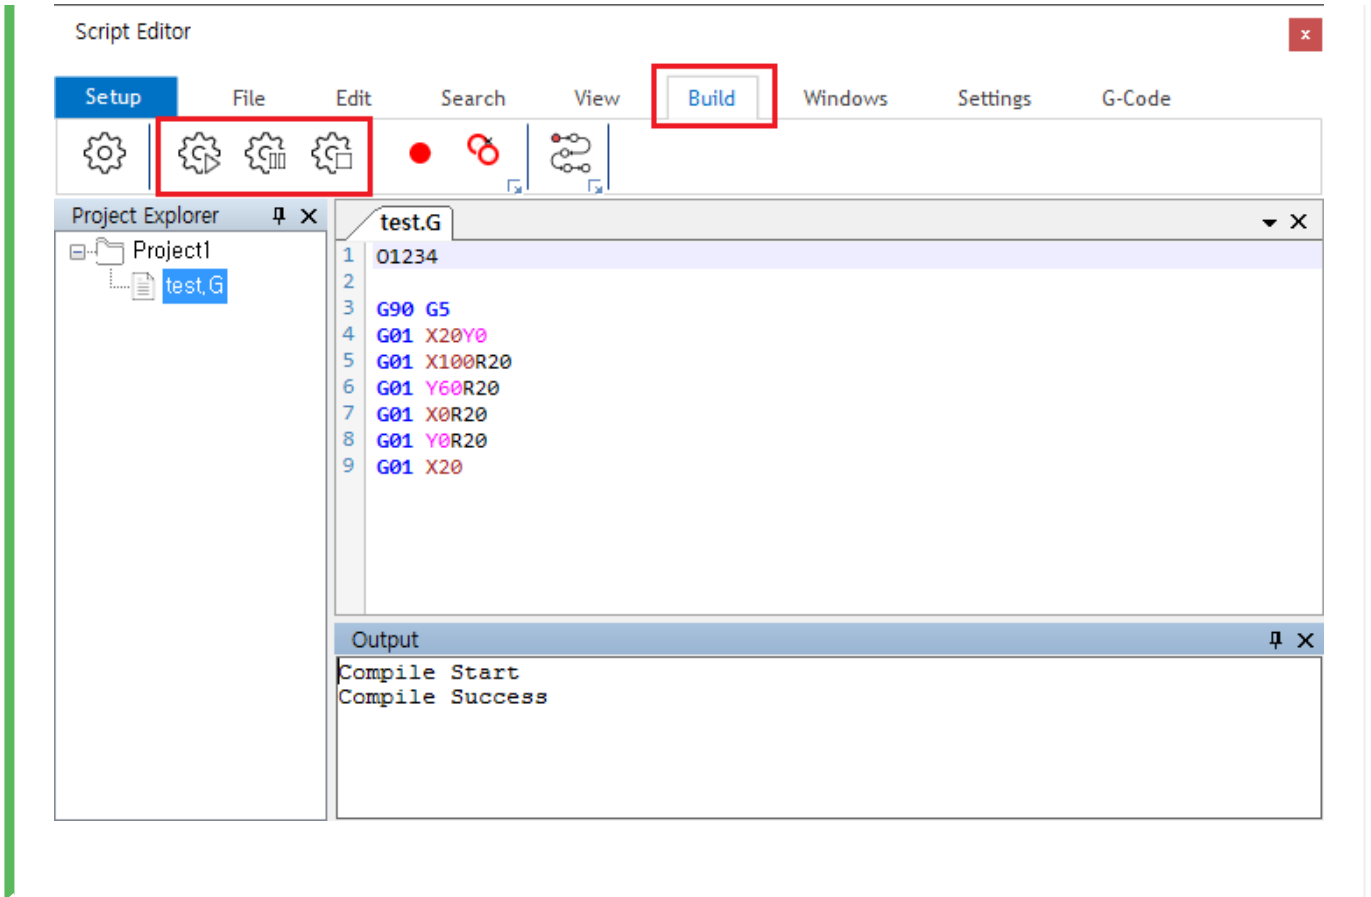 Script Editor
x
Setup File Edit Search View Build Windows Settings G-Code
Project Explorer
Project1
test.G
test.G
1 O1234
2
3 G90 G5
4 G01 X20Y0
5 G01 X100R20
6 G01 Y60R20
7 G01 X0R20
8 G01 Y0R20
9 G01 X20
Output
Compile Start
Compile Success